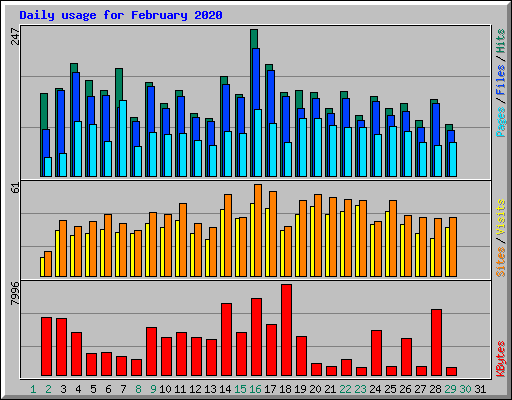 Daily usage for February 2020
247
Pages / Files / Hits
61
Sites / Visits
7996
KBytes
1 2 3 4 5 6 7 8 9 10 11 12 13 14 15 16 17 18 19 20 21 22 23 24 25 26 27 28 29 30 31